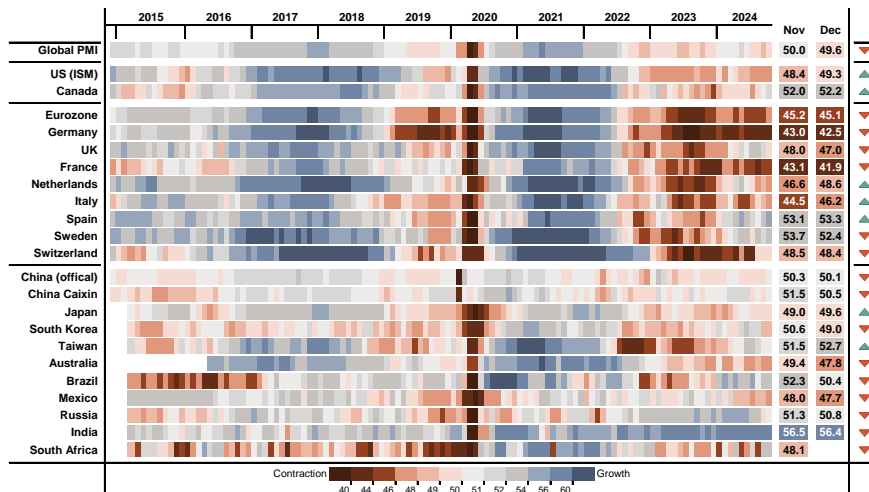 2015 2016 2017 2018 2019 2020 2021 2022 2023 2024 Nov Dec
Global PMI 50.0 49.6
US (ISM) 48.4 49.3
Canada 52.0 52.2
Eurozone 45.2 45.1
Germany 43.0 42.5
UK 48.0 47.0
France 43.1 41.9
Netherlands 46.6 48.6
Italy 44.5 46.2
Spain 53.1 53.3
Sweden 53.7 52.4
Switzerland 48.5 48.4
China (offical) 50.3 50.1
China Caixin 51.5 50.5
Japan 49.0 49.6
South Korea 50.6 49.0
Taiwan 51.5 52.7
Australia 49.4 47.8
Brazil 52.3 50.4
Mexico 48.0 47.7
Russia 51.3 50.8
India 56.5 56.4
South Africa 48.1
Contraction Growth
40 44 46 48 49 50 51 52 54 56 60